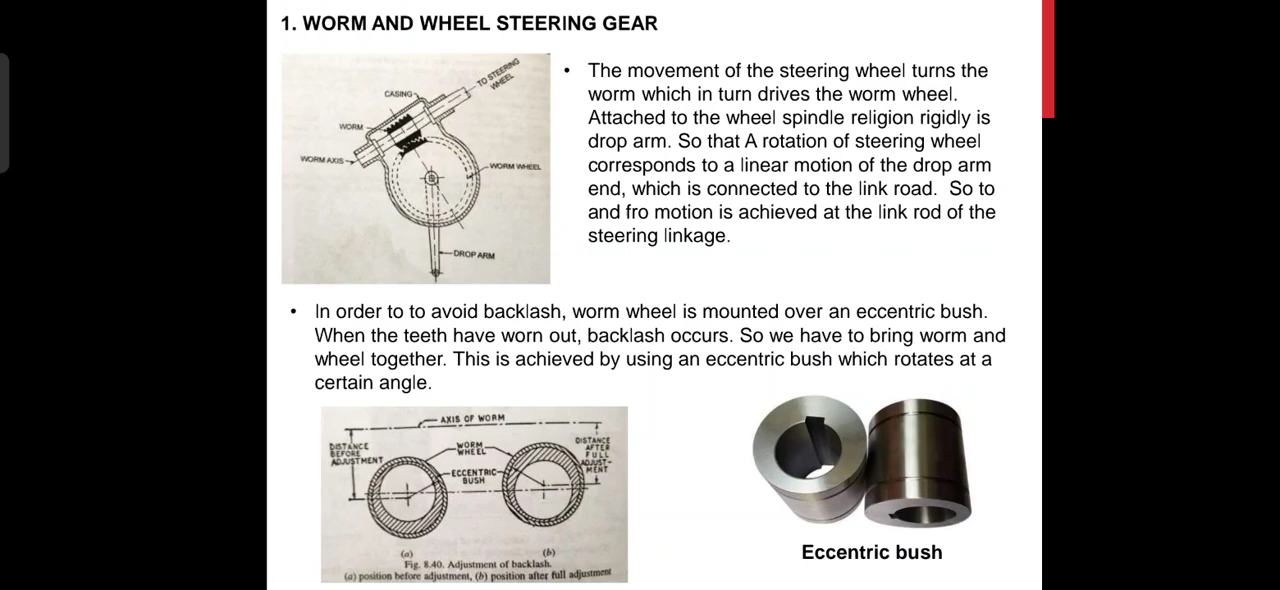 1. WORM AND WHEEL STEERING GEAR
TO STEERING
WHEEL
CASING
WORM
WORM AXIS
WORM WHEEL
DROP ARM
• The movement of the steering wheel turns the
worm which in turn drives the worm wheel.
Attached to the wheel spindle religion rigidly is
drop arm. So that A rotation of steering wheel
corresponds to a linear motion of the drop arm
end, which is connected to the link road. So to
and fro motion is achieved at the link rod of the
steering linkage.
• In order to to avoid backlash, worm wheel is mounted over an eccentric bush.
When the teeth have worn out, backlash occurs. So we have to bring worm and
wheel together. This is achieved by using an eccentric bush which rotates at a
certain angle.
AXIS OF WORM
DISTANCE
BEFORE
ADJUSTMENT
WORM
WHEEL
ECCENTRIC
BUSH
DISTANCE
AFTER
FULL
ADJUST-
MENT
(a)
(b)
Fig. 8.40. Adjustment of backlash.
(a) position before adjustment, (b) position after full adjustment
Eccentric bush